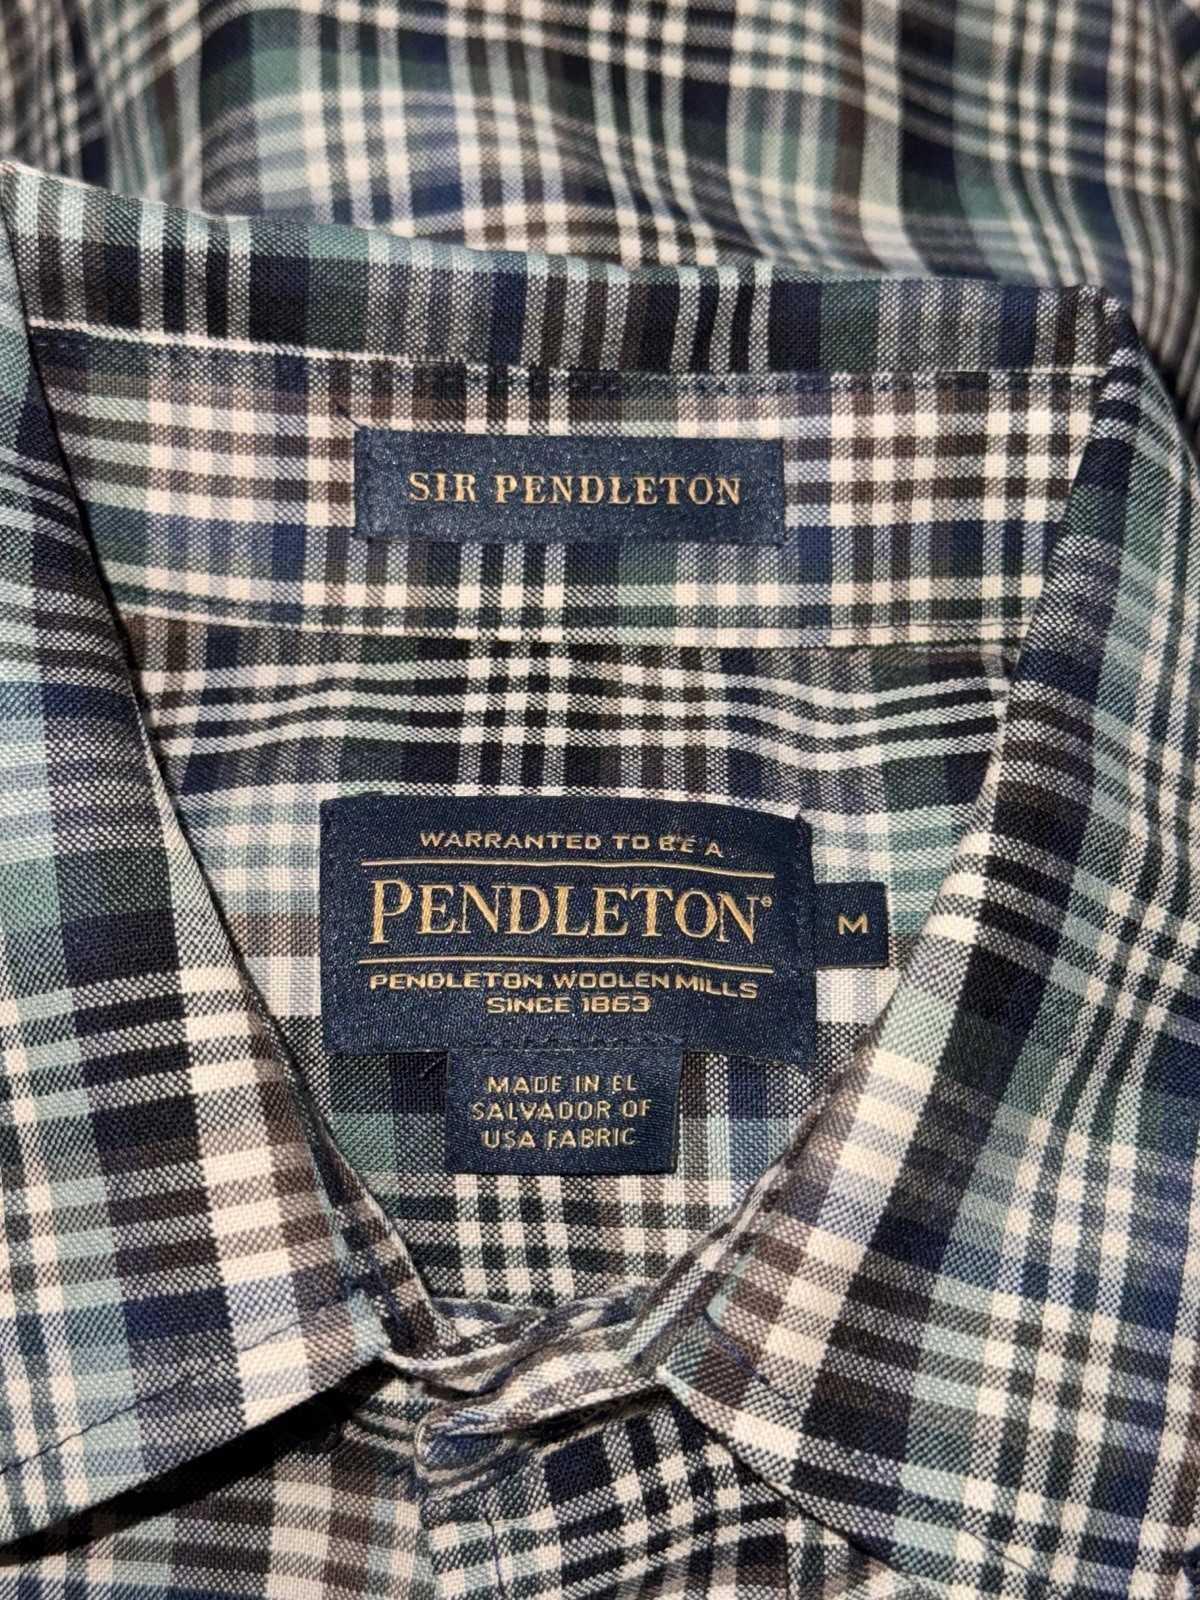 SIR PENDLETON
WARRANTED TO BE A
PENDLETON®
M
PENDLETON WOOLEN MILLS
SINCE 1863
MADE IN EL
SALVADOR OF
USA FABRIC